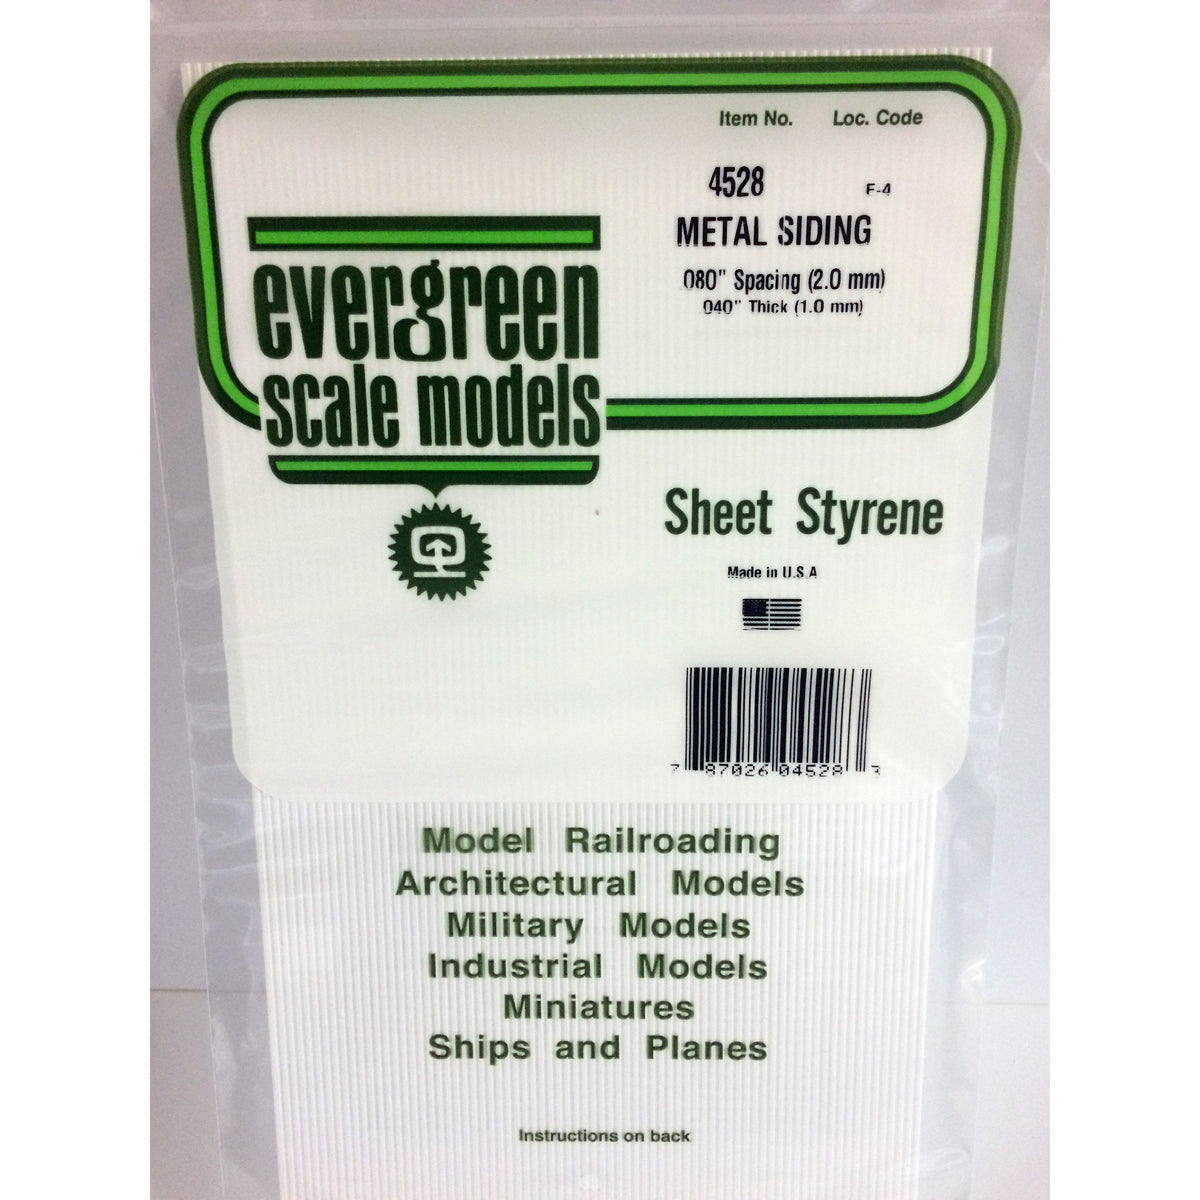 Item No. Loc. Code
4528 F-4
METAL SIDING
.080" Spacing (2.0 mm)
.040" Thick (1.0 mm)
evergreen
scale models
Sheet Styrene
Made in U.S.A
7 87026 04528 3
Model Railroading
Architectural Models
Military Models
Industrial Models
Miniatures
Ships and Planes
Instructions on back